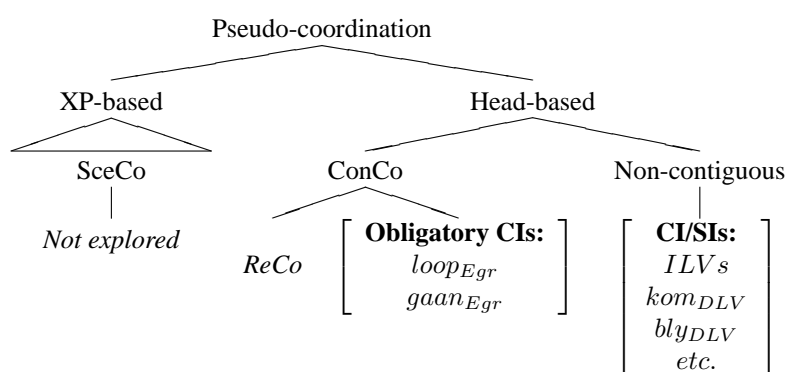 Pseudo-coordination
XP-based Head-based
SceCo ConCo Non-contiguous
Not explored ReCo Obligatory CIs: CI/SIs:
loop_Egr ILVs
gaan_Egr kom_DLV
bly_DLV
etc.